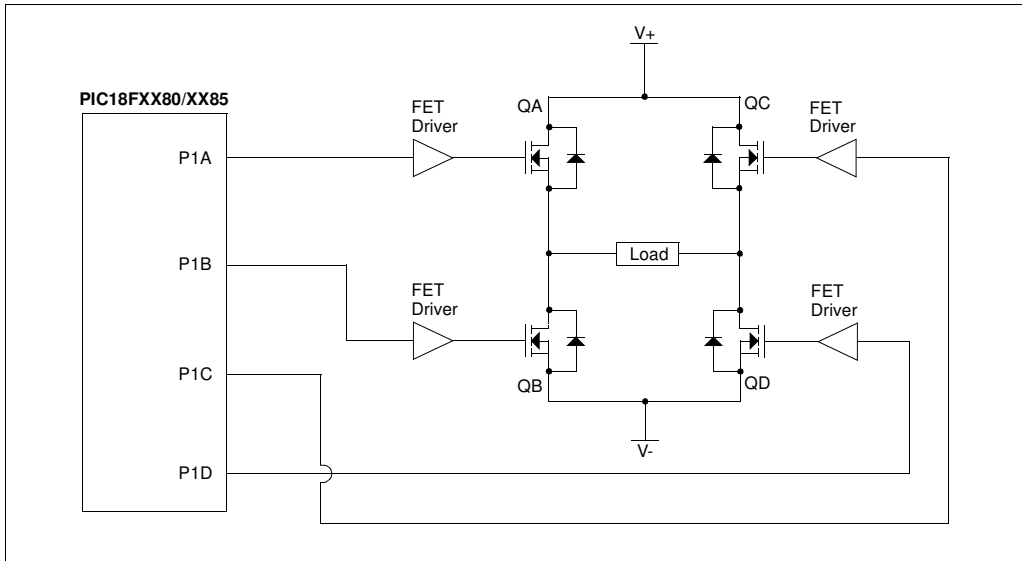 V+
PIC18FXX80/XX85
FET
Driver
QA
QC
FET
Driver
P1A
P1B
Load
FET
Driver
FET
Driver
P1C
QB
QD
V-
P1D